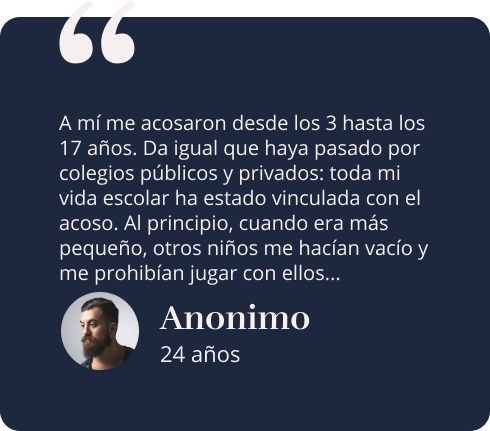 “
A mí me acosaron desde los 3 hasta los
17 años. Da igual que haya pasado por
colegios públicos y privados: toda mi
vida escolar ha estado vinculada con el
acoso. Al principio, cuando era más
pequeño, otros niños me hacían vacío y
me prohibían jugar con ellos...
Anonimo
24 años